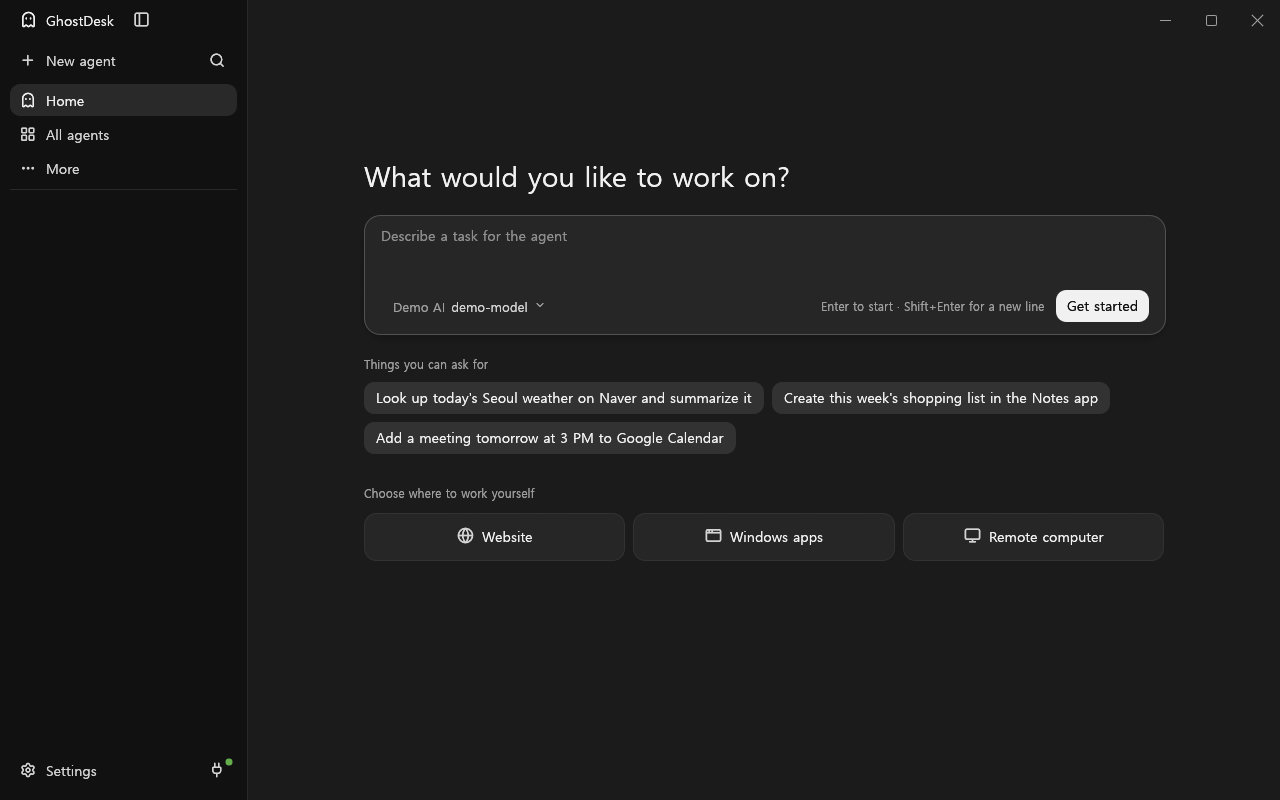 GhostDesk
New agent
Home
All agents
More
What would you like to work on?
Describe a task for the agent
Demo AI demo-model
Enter to start · Shift+Enter for a new line
Get started
Things you can ask for
Look up today's Seoul weather on Naver and summarize it
Create this week's shopping list in the Notes app
Add a meeting tomorrow at 3 PM to Google Calendar
Choose where to work yourself
Website
Windows apps
Remote computer
Settings